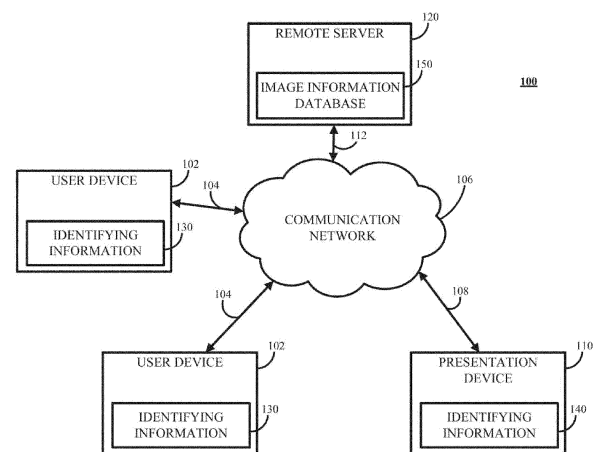 REMOTE SERVER
120
IMAGE INFORMATION
DATABASE
150
100
112
USER DEVICE
102
IDENTIFYING
INFORMATION
130
104
COMMUNICATION
NETWORK
106
104
108
USER DEVICE
102
IDENTIFYING
INFORMATION
130
PRESENTATION
DEVICE
110
IDENTIFYING
INFORMATION
140